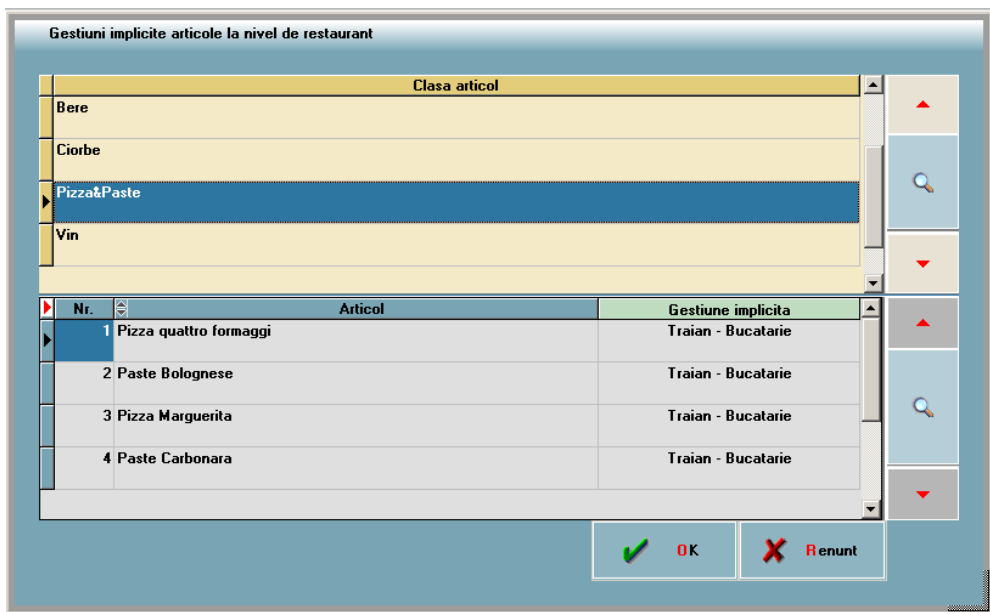 Gestiuni implicite articole la nivel de restaurant
Clasa articol
Bere
Ciorbe
Pizza&Paste
Vin
Nr. Articol Gestiune implicita
1 Pizza quattro formaggi Traian - Bucatarie
2 Paste Bolognese Traian - Bucatarie
3 Pizza Marguerita Traian - Bucatarie
4 Paste Carbonara Traian - Bucatarie
OK Renunt